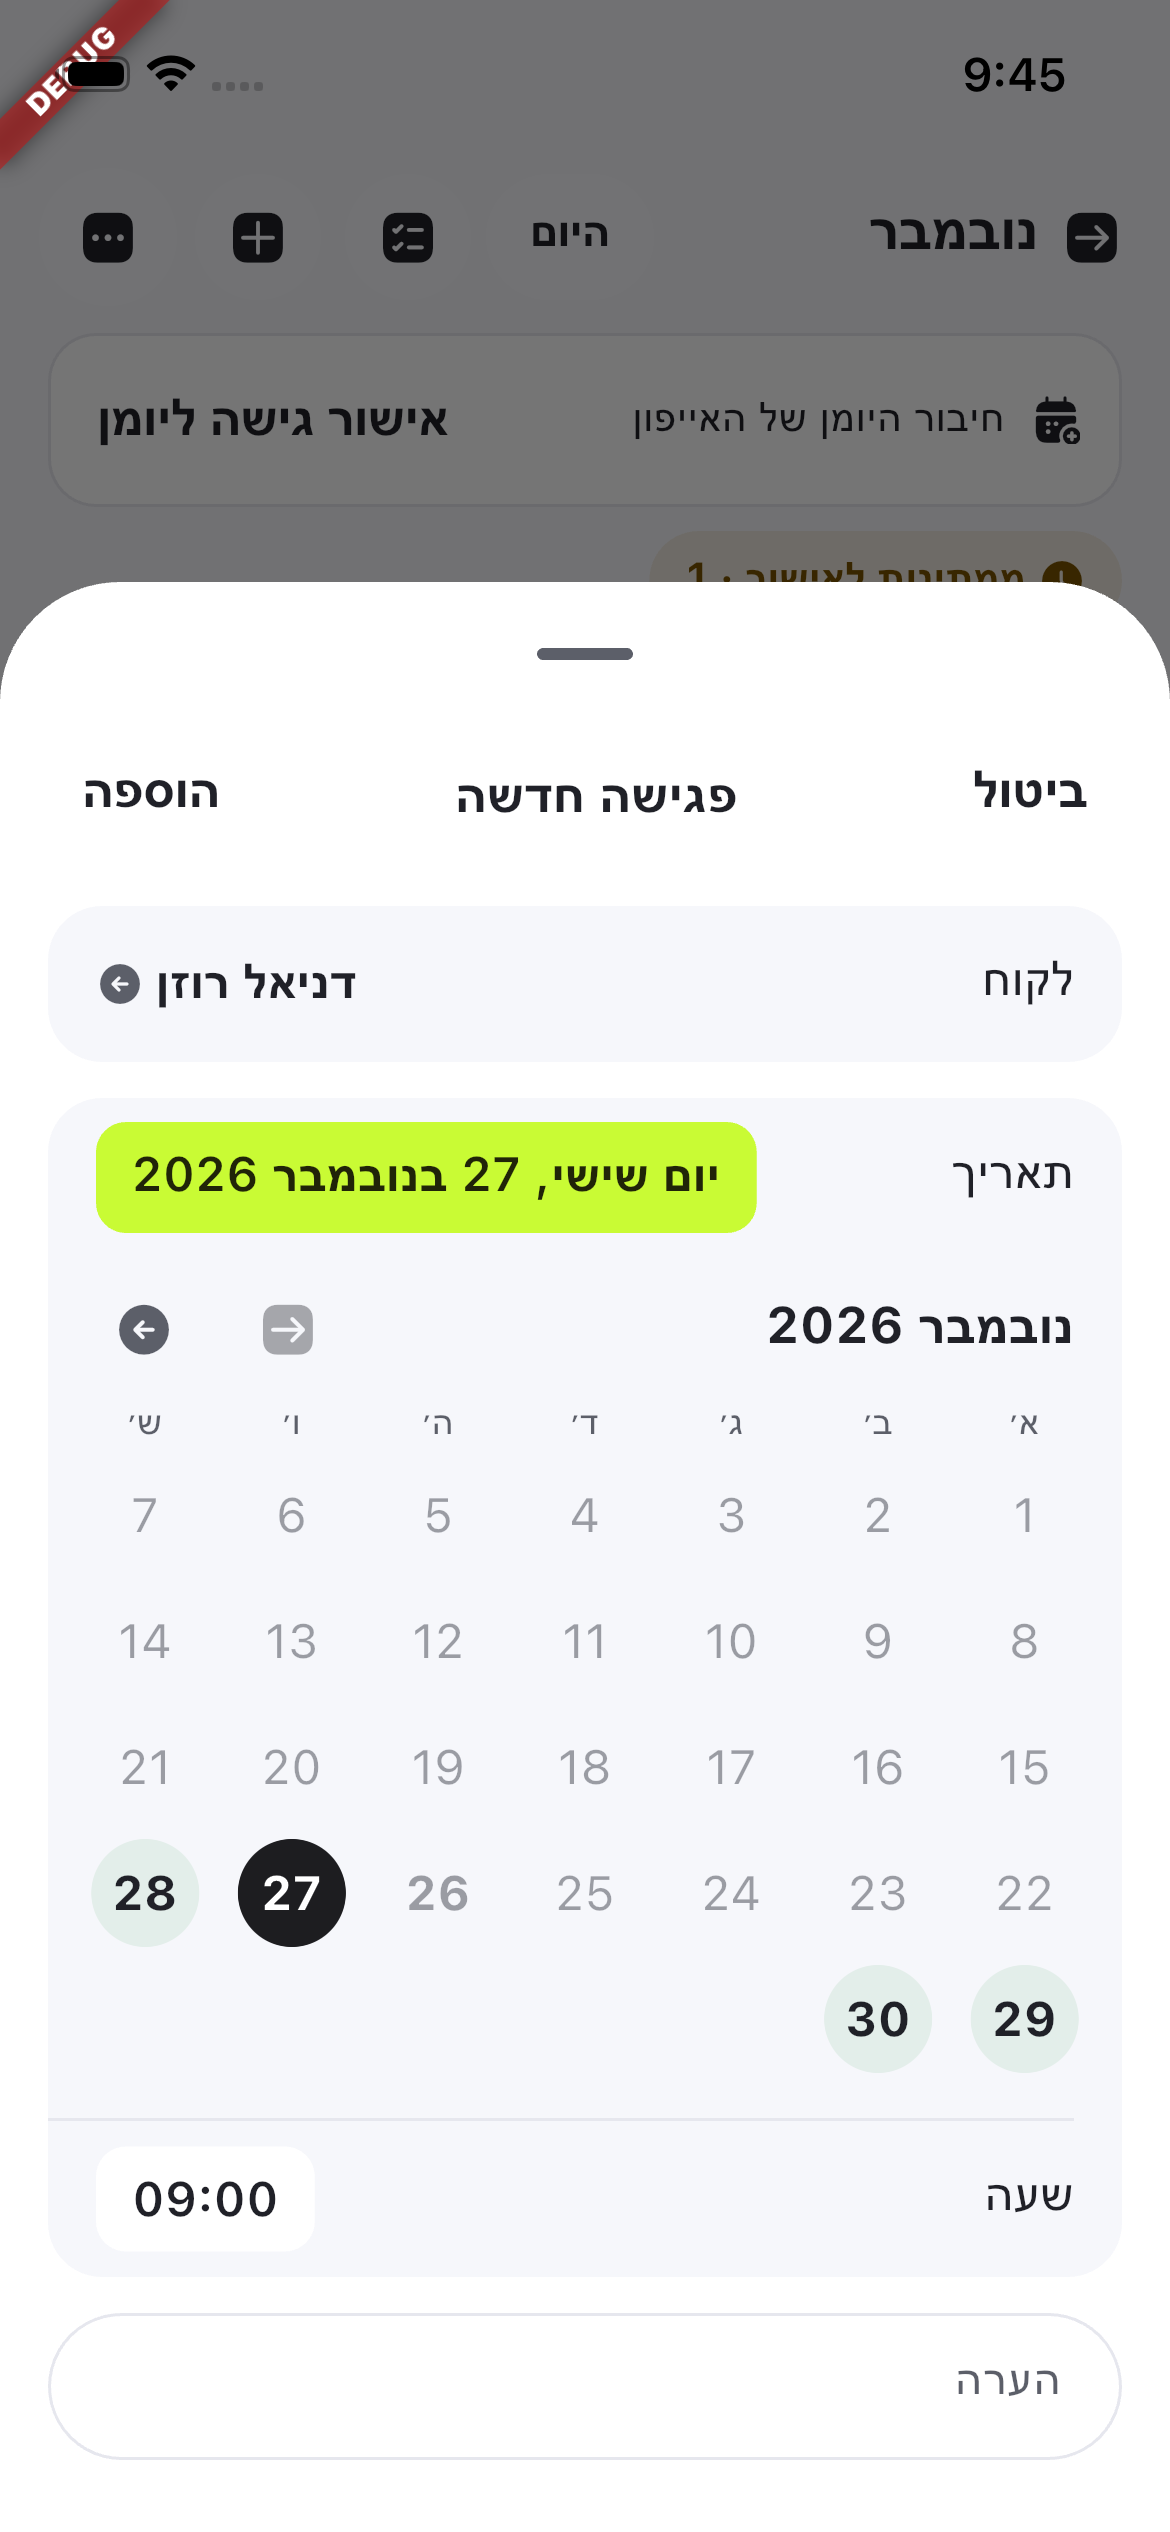 9:45
DEBUG
נובמבר
היום
חיבור היומן של האייפון
אישור גישה ליומן
ממתינות לאישור · 1
ביטול
פגישה חדשה
הוספה
לקוח
דניאל רוזן
תאריך
יום שישי, 27 בנובמבר 2026
נובמבר 2026
א׳ ב׳ ג׳ ד׳ ה׳ ו׳ ש׳
1 2 3 4 5 6 7
8 9 10 11 12 13 14
15 16 17 18 19 20 21
22 23 24 25 26 27 28
29 30
שעה
09:00
הערה